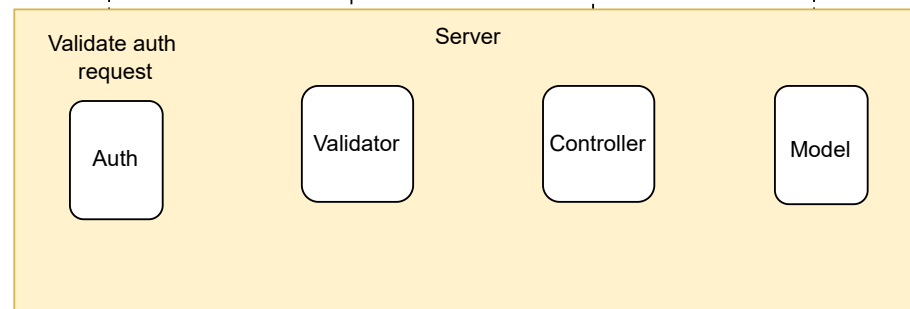 Server
Validate auth
request
Auth
Validator
Controller
Model